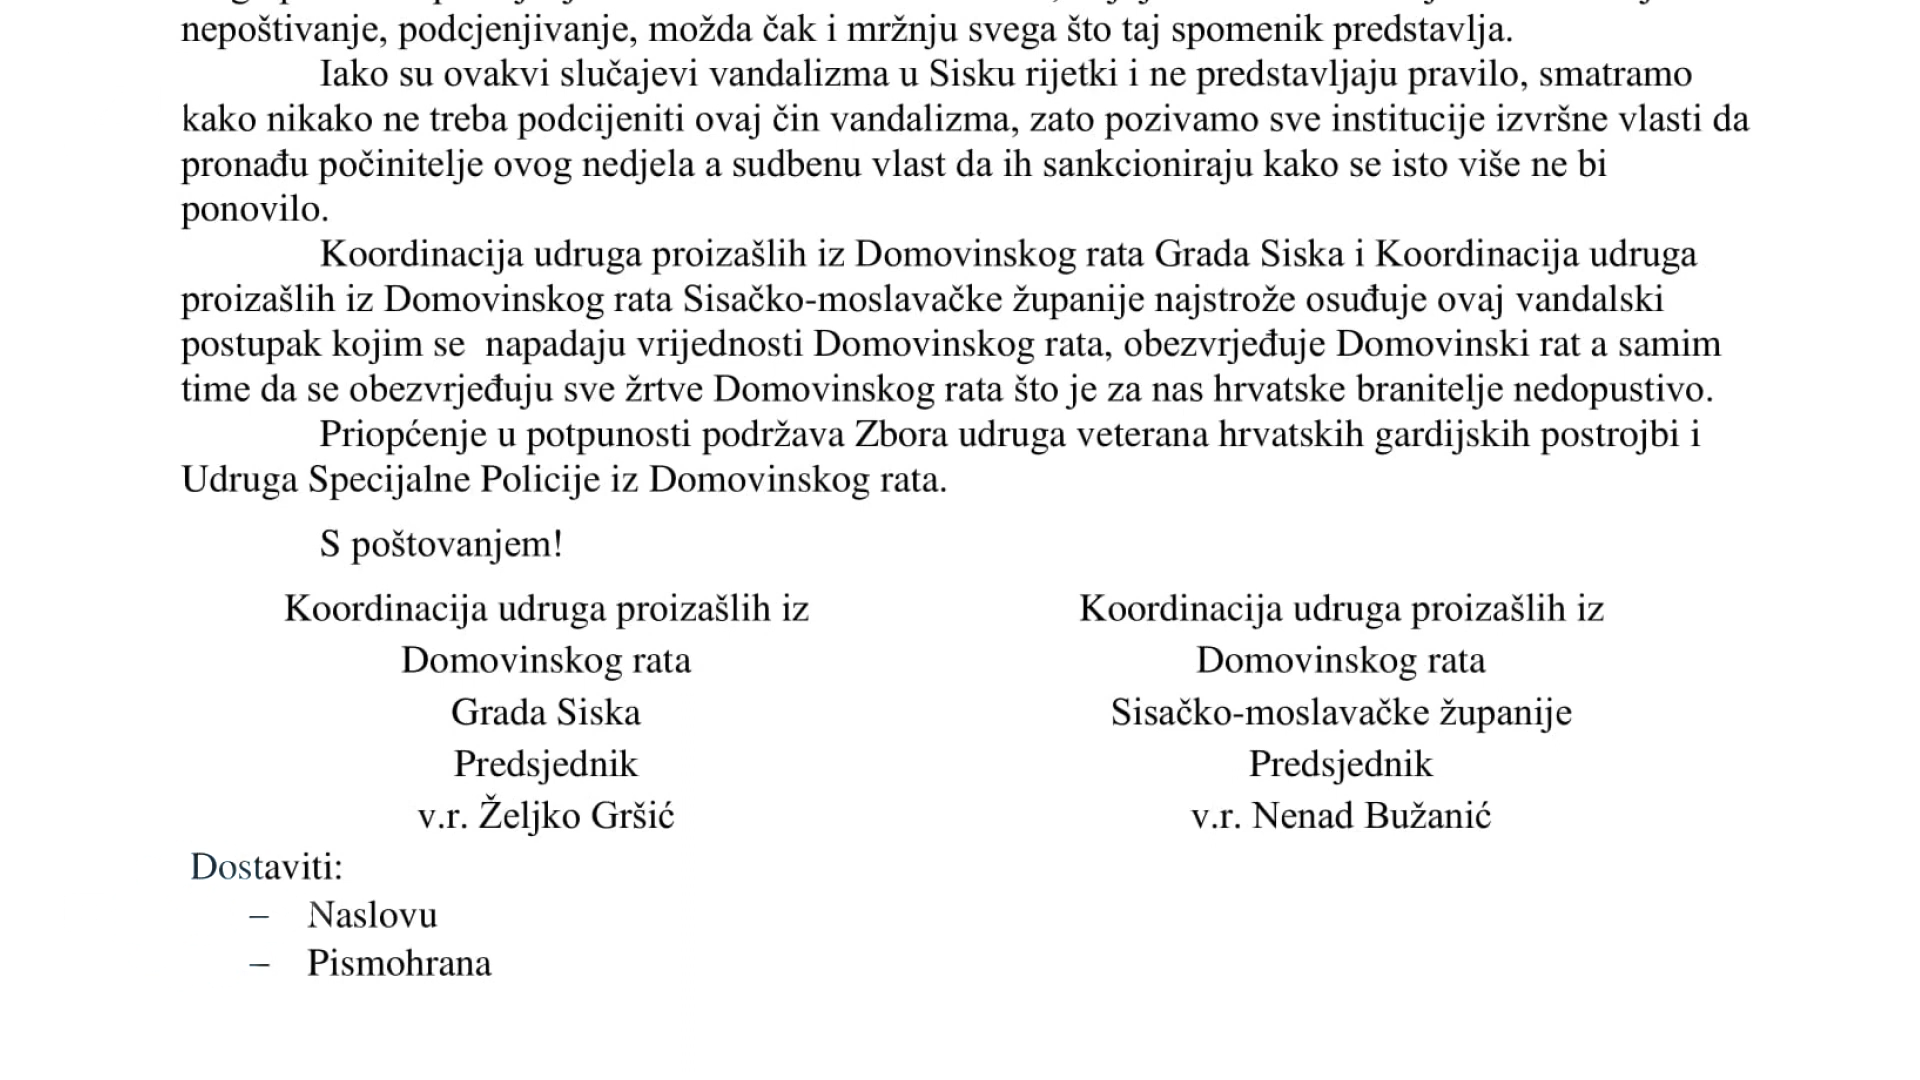 nepoštivanje, podcjenjivanje, možda čak i mržnju svega što taj spomenik predstavlja.
Iako su ovakvi slučajevi vandalizma u Sisku rijetki i ne predstavljaju pravilo, smatramo
kako nikako ne treba podcijeniti ovaj čin vandalizma, zato pozivamo sve institucije izvršne vlasti da
pronađu počinitelje ovog nedjela a sudbenu vlast da ih sankcioniraju kako se isto više ne bi
ponovilo.
Koordinacija udruga proizašlih iz Domovinskog rata Grada Siska i Koordinacija udruga
proizašlih iz Domovinskog rata Sisačko-moslavačke županije najstrože osuđuje ovaj vandalski
postupak kojim se  napadaju vrijednosti Domovinskog rata, obezvrjeđuje Domovinski rat a samim
time da se obezvrjeđuju sve žrtve Domovinskog rata što je za nas hrvatske branitelje nedopustivo.
Priopćenje u potpunosti podržava Zbora udruga veterana hrvatskih gardijskih postrojbi i
Udruga Specijalne Policije iz Domovinskog rata.
S poštovanjem!
Koordinacija udruga proizašlih iz
Domovinskog rata
Grada Siska
Predsjednik
v.r. Željko Gršić
Koordinacija udruga proizašlih iz
Domovinskog rata
Sisačko-moslavačke županije
Predsjednik
v.r. Nenad Bužanić
Dostaviti:
– Naslovu
– Pismohrana